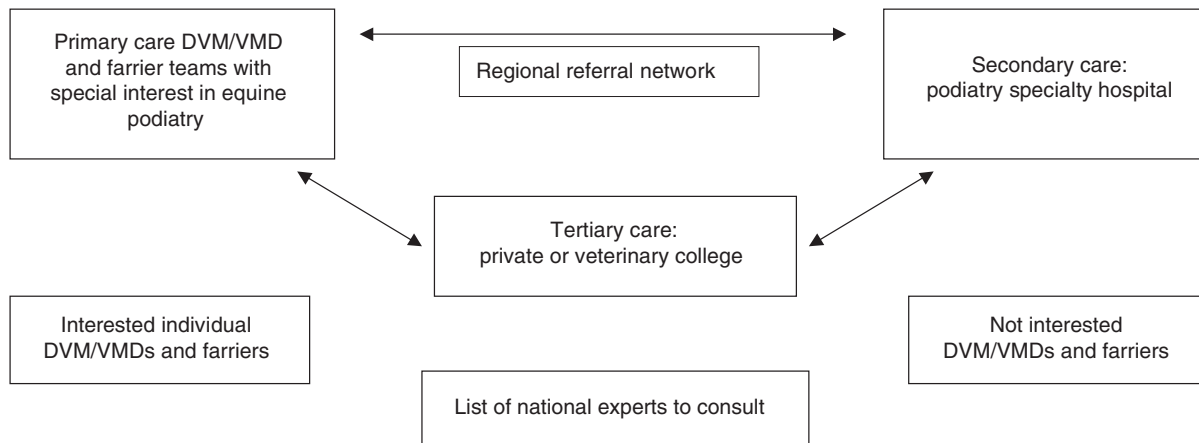 Primary care DVM/VMD
and farrier teams with
special interest in equine
podiatry
Regional referral network
Secondary care:
podiatry specialty hospital
Tertiary care:
private or veterinary college
Interested individual
DVM/VMDs and farriers
Not interested
DVM/VMDs and farriers
List of national experts to consult